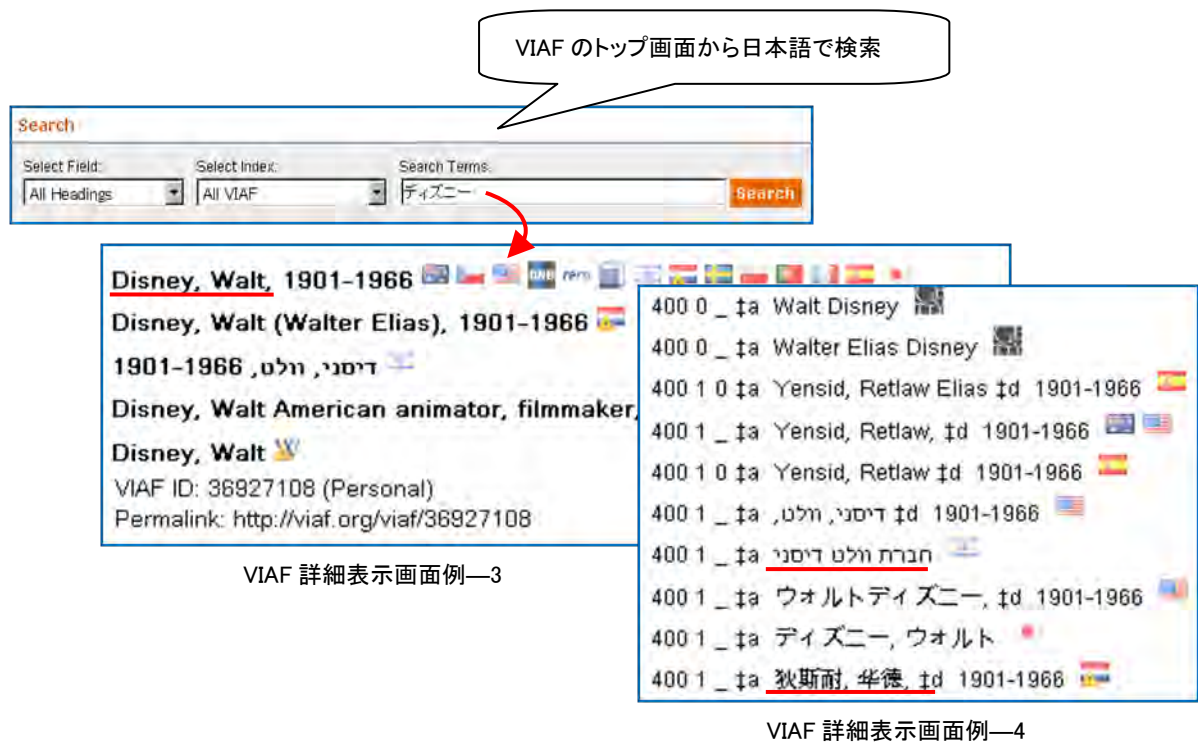 VIAF のトップ画面から日本語で検索
Search
Select Field: Select Index: Search Terms:
All Headings All VIAF ディズニー Search
Disney, Walt, 1901-1966
Disney, Walt (Walter Elias), 1901-1966
דיסני, וולט, 1901-1966
Disney, Walt American animator, filmmaker,
Disney, Walt
VIAF ID: 36927108 (Personal)
Permalink: http://viaf.org/viaf/36927108
VIAF 詳細表示画面例―3
400 0 _ ‡a Walt Disney
400 0 _ ‡a Walter Elias Disney
400 1 0 ‡a Yensid, Retlaw Elias ‡d 1901-1966
400 1 _ ‡a Yensid, Retlaw, ‡d 1901-1966
400 1 0 ‡a Yensid, Retlaw ‡d 1901-1966
400 1 _ ‡a דיסני, וולט, ‡d 1901-1966
400 1 _ ‡a חברת וולט דיסני
400 1 _ ‡a ウォルトディズニー, ‡d 1901-1966
400 1 _ ‡a ディズニー, ウォルト
400 1 _ ‡a 狄斯耐, 华德, ‡d 1901-1966
VIAF 詳細表示画面例―4